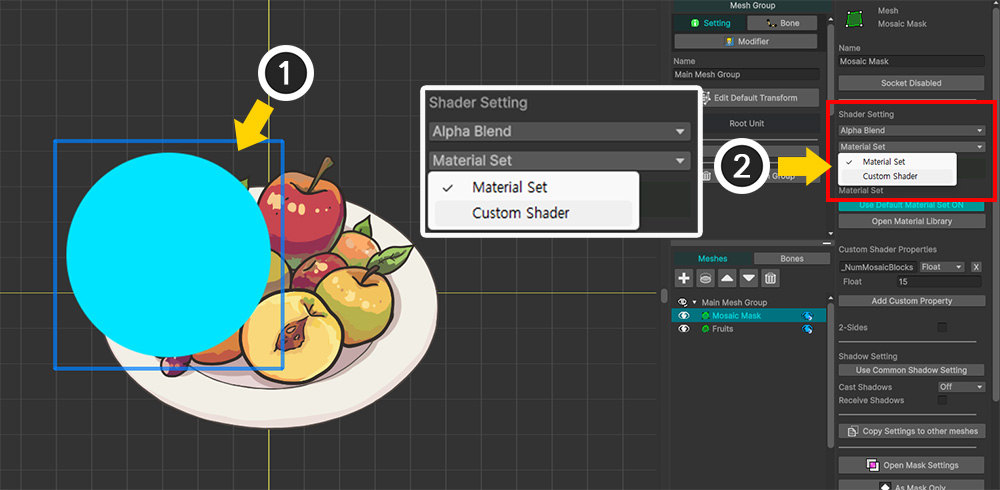 1
Shader Setting
Alpha Blend
Material Set
Material Set
Custom Shader
2
Mesh Group
Setting
Bone
Modifier
Name
Main Mesh Group
Edit Default Transform
Root Unit
Group
Meshes
Bones
Main Mesh Group
Mosaic Mask
Fruits
Mesh
Mosaic Mask
Name
Mosaic Mask
Socket Disabled
Shader Setting
Alpha Blend
Material Set
Material Set
Custom Shader
Material Set
Use Default Material Set ON
Open Material Library
Custom Shader Properties
_NumMosaicBlocks Float X
Float 15
Add Custom Property
2-Sides
Shadow Setting
Use Common Shadow Setting
Cast Shadows Off
Receive Shadows
Copy Settings to other meshes
Open Mask Settings
As Mask Only